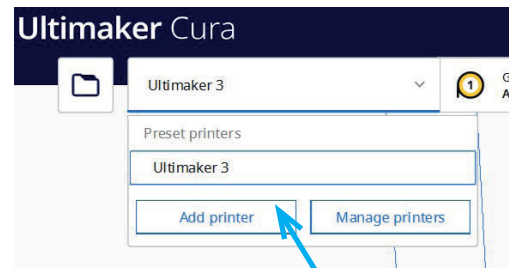 Ultimaker Cura
Ultimaker 3
1
G
A
Preset printers
Ultimaker 3
Add printer
Manage printers